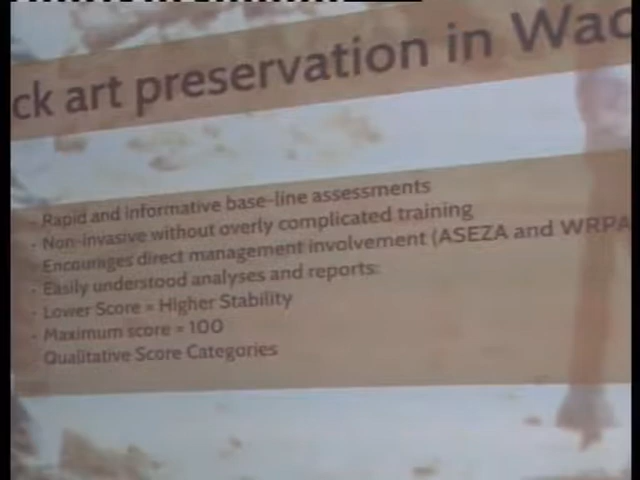 ck art preservation in Wad
- Rapid and informative base-line assessments
- Non-invasive without overly complicated training
- Encourages direct management involvement (ASEZA and WRPA
- Easily understood analyses and reports:
- Lower Score = Higher Stability
- Maximum score = 100
Qualitative Score Categories